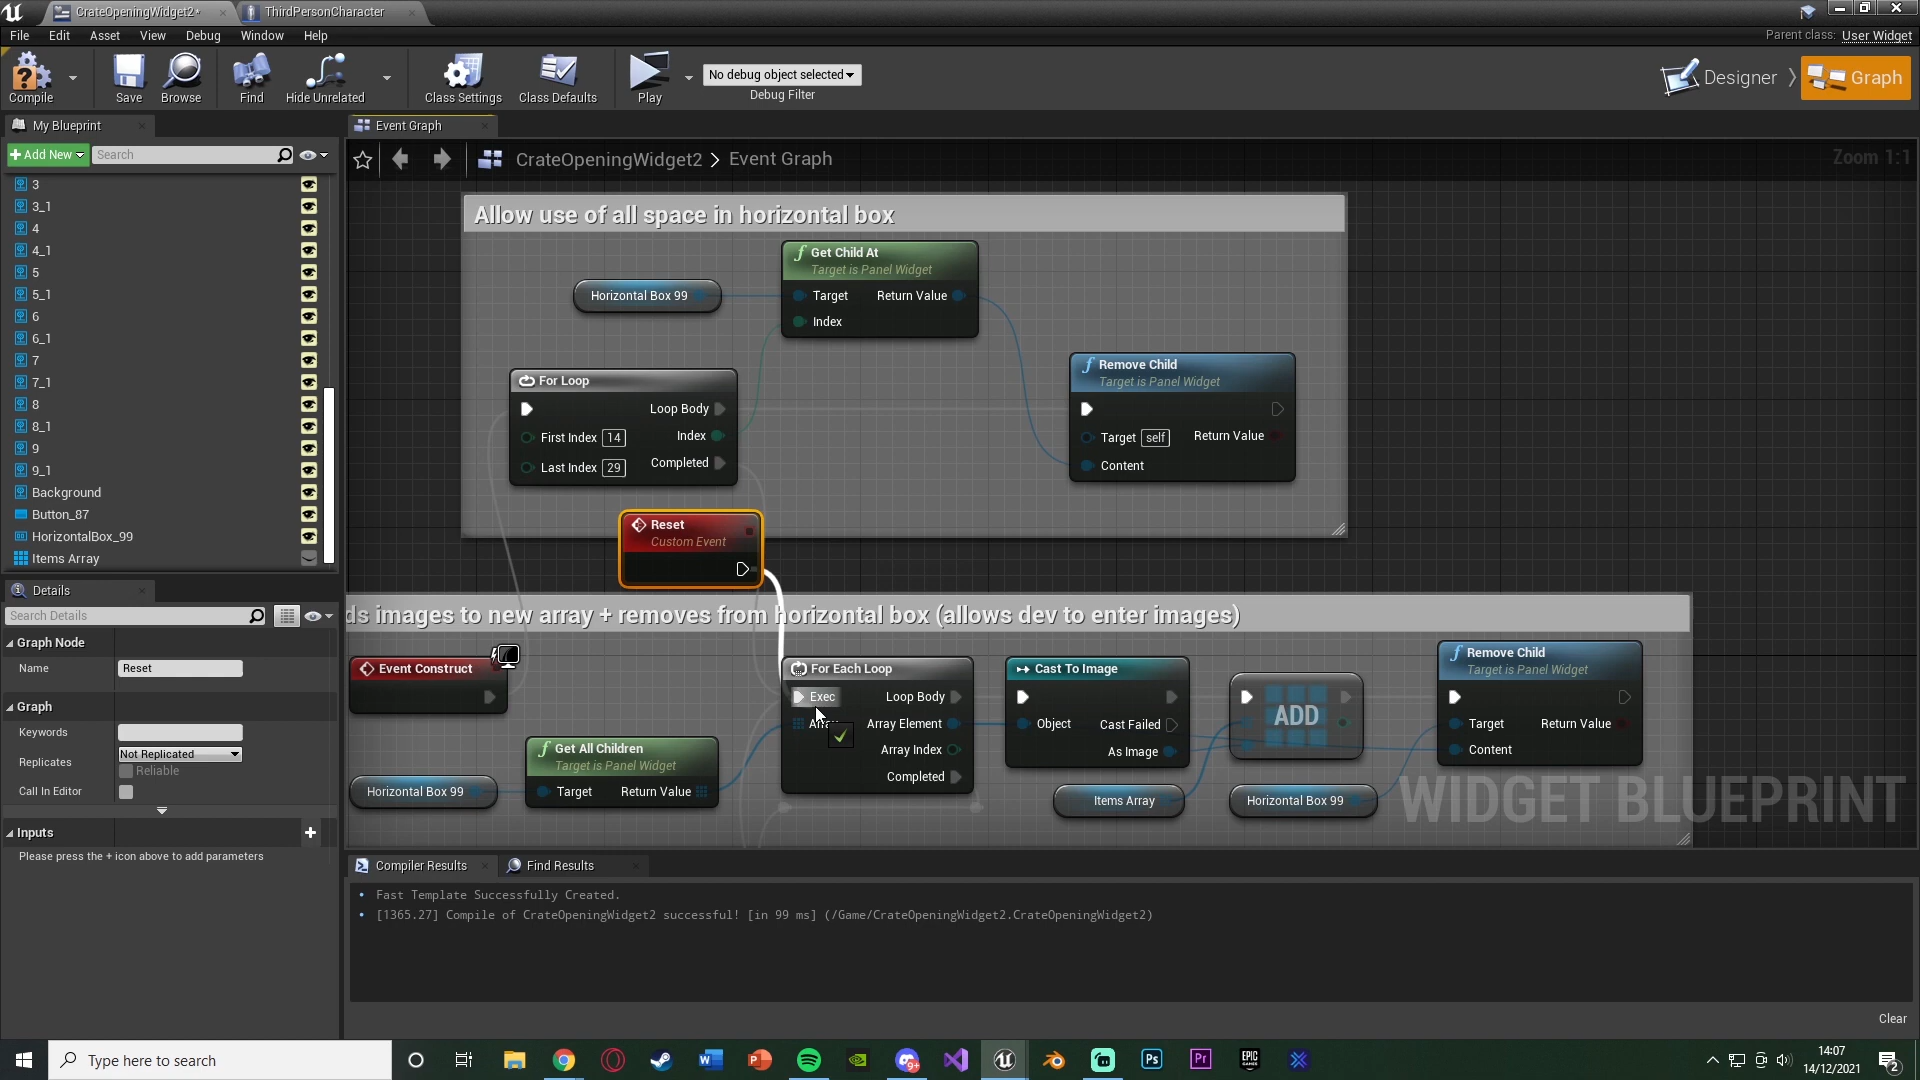 CrateOpeningWidget2*
ThirdPersonCharacter
File Edit Asset View Debug Window Help
Parent class: User Widget
Compile
Save
Browse
Find
Hide Unrelated
Class Settings
Class Defaults
Play
No debug object selected
Debug Filter
Designer
Graph
My Blueprint
Event Graph
Add New
Search
CrateOpeningWidget2 > Event Graph
Zoom 1:1
3
3_1
4
4_1
5
5_1
6
6_1
7
7_1
8
8_1
9
9_1
Background
Button_87
HorizontalBox_99
Items Array
Allow use of all space in horizontal box
Get Child At
Target is Panel Widget
Horizontal Box 99
Target Return Value
Index
For Loop
Loop Body
First Index 14 Index
Last Index 29 Completed
Remove Child
Target is Panel Widget
Target self Return Value
Content
Reset
Custom Event
ds images to new array + removes from horizontal box (allows dev to enter images)
Event Construct
For Each Loop
Exec Loop Body
Array Element
Array Index
Completed
Cast To Image
Object Cast Failed
As Image
ADD
Remove Child
Target is Panel Widget
Target Return Value
Content
Get All Children
Target is Panel Widget
Horizontal Box 99
Target Return Value
Items Array
Horizontal Box 99
WIDGET BLUEPRINT
Details
Search Details
Graph Node
Name Reset
Graph
Keywords
Replicates Not Replicated
Reliable
Call In Editor
Inputs
Please press the + icon above to add parameters
Compiler Results
Find Results
Fast Template Successfully Created.
[1365.27] Compile of CrateOpeningWidget2 successful! [in 99 ms] (/Game/CrateOpeningWidget2.CrateOpeningWidget2)
Clear
Type here to search
14:07
14/12/2021